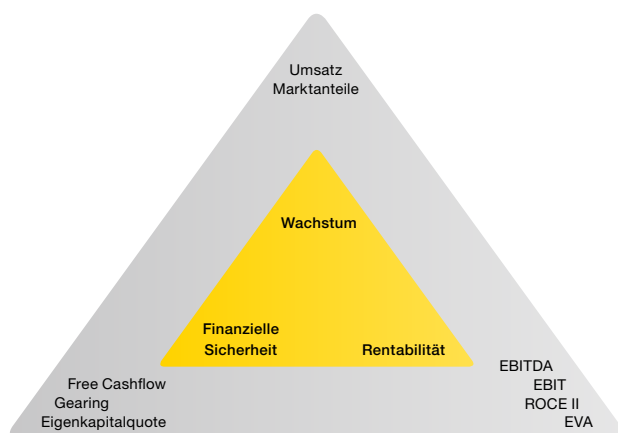 Umsatz
Marktanteile
Wachstum
Finanzielle
Sicherheit
Rentabilität
Free Cashflow
Gearing
Eigenkapitalquote
EBITDA
EBIT
ROCE II
EVA